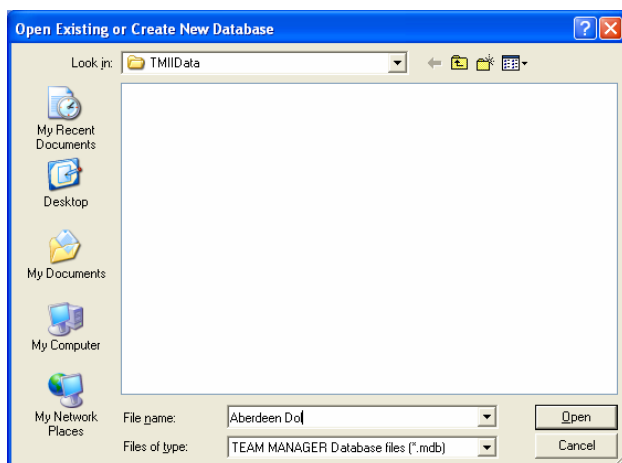 Open Existing or Create New Database
Look in: TMIIData
My Recent
Documents
Desktop
My Documents
My Computer
My Network
Places
File name: Aberdeen Dol
Open
Files of type: TEAM MANAGER Database files (*.mdb)
Cancel